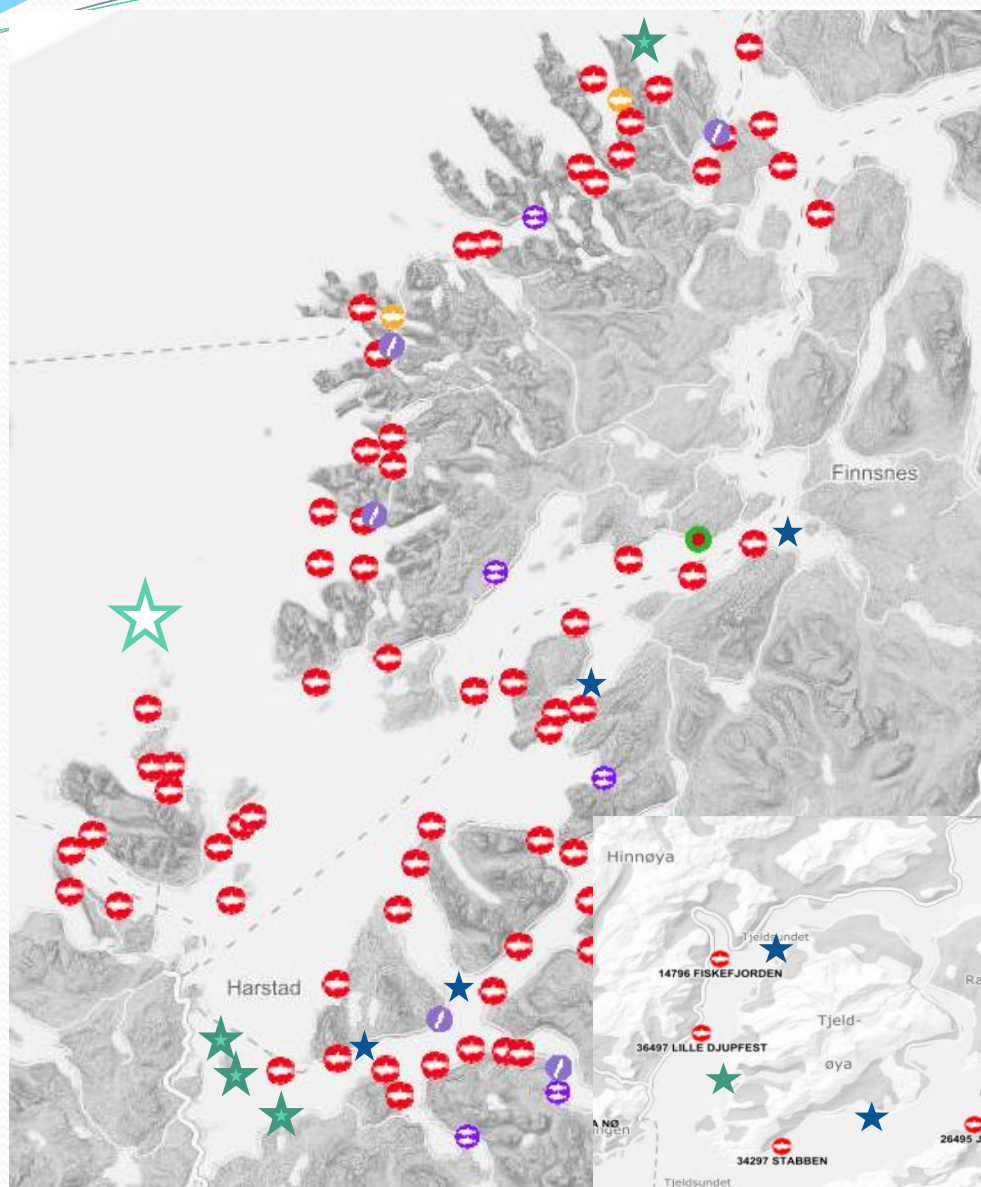 Finnsnes
Harstad
Hinnøya
Tjeldsundet
14796 FISKEFJORDEN
36497 LILLE DJUPFEST
Tjeld-
øya
34297 STABBEN
Tjeldsundet